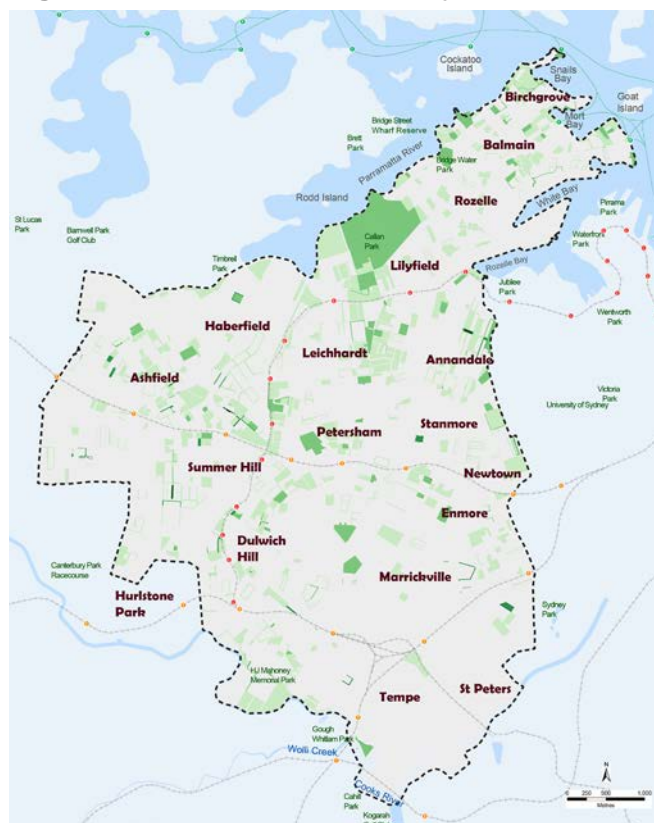 Cockatoo
Island
Snails
Bay
Birchgrove
Goat
Island
Mort
Bay
Bridge Street
Wharf Reserve
Brett
Park
Balmain
Parramatta River
Bridge Water
Park
Rodd Island
Rozelle
White Bay
Pirrama
Park
St Lucas
Park
Barnwell Park
Golf Club
Callan
Park
Waterfront
Park
Timbrell
Park
Lilyfield
Rozelle Bay
Jubilee
Park
Wentworth
Park
Haberfield
Leichhardt
Annandale
Ashfield
Victoria
Park
University of Sydney
Stanmore
Petersham
Summer Hill
Newtown
Enmore
Dulwich
Hill
Canterbury Park
Racecourse
Marrickville
Hurlstone
Park
Sydney
Park
HJ Mahoney
Memorial Park
Tempe
St Peters
Gough
Whitlam Park
Wolli Creek
Cooks River
Cahill
Park
Kogarah
N
0 250 500 1,000
Metres